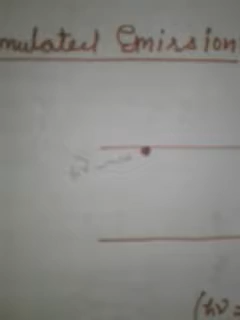 mulated Emission
(hν =